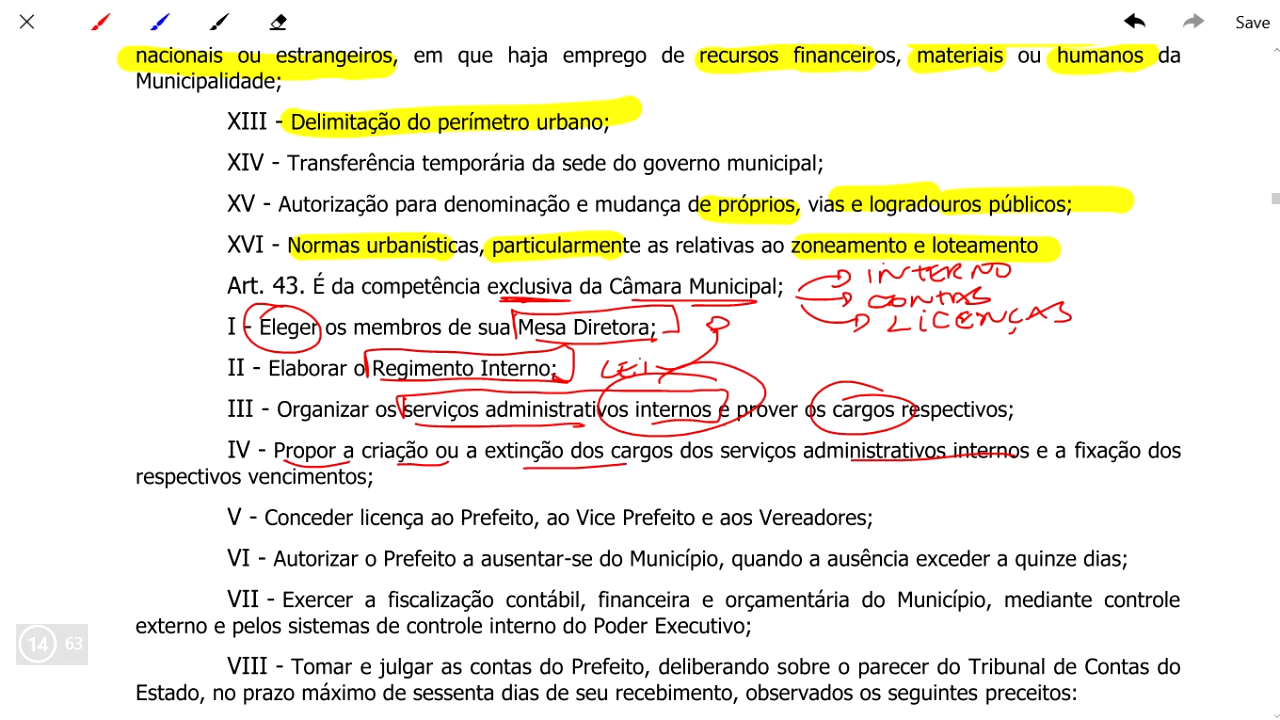 Save
nacionais ou estrangeiros, em que haja emprego de recursos financeiros, materiais ou humanos da
Municipalidade;
XIII - Delimitação do perímetro urbano;
XIV - Transferência temporária da sede do governo municipal;
XV - Autorização para denominação e mudança de próprios, vias e logradouros públicos;
XVI - Normas urbanísticas, particularmente as relativas ao zoneamento e loteamento
Art. 43. É da competência exclusiva da Câmara Municipal;
INTERNO
CONTAS
LICENÇAS
I - Eleger os membros de sua Mesa Diretora;
II - Elaborar o Regimento Interno;
LEi
III - Organizar os serviços administrativos internos e prover os cargos respectivos;
IV - Propor a criação ou a extinção dos cargos dos serviços administrativos internos e a fixação dos
respectivos vencimentos;
V - Conceder licença ao Prefeito, ao Vice Prefeito e aos Vereadores;
VI - Autorizar o Prefeito a ausentar-se do Município, quando a ausência exceder a quinze dias;
VII - Exercer a fiscalização contábil, financeira e orçamentária do Município, mediante controle
externo e pelos sistemas de controle interno do Poder Executivo;
14 63
VIII - Tomar e julgar as contas do Prefeito, deliberando sobre o parecer do Tribunal de Contas do
Estado, no prazo máximo de sessenta dias de seu recebimento, observados os seguintes preceitos: